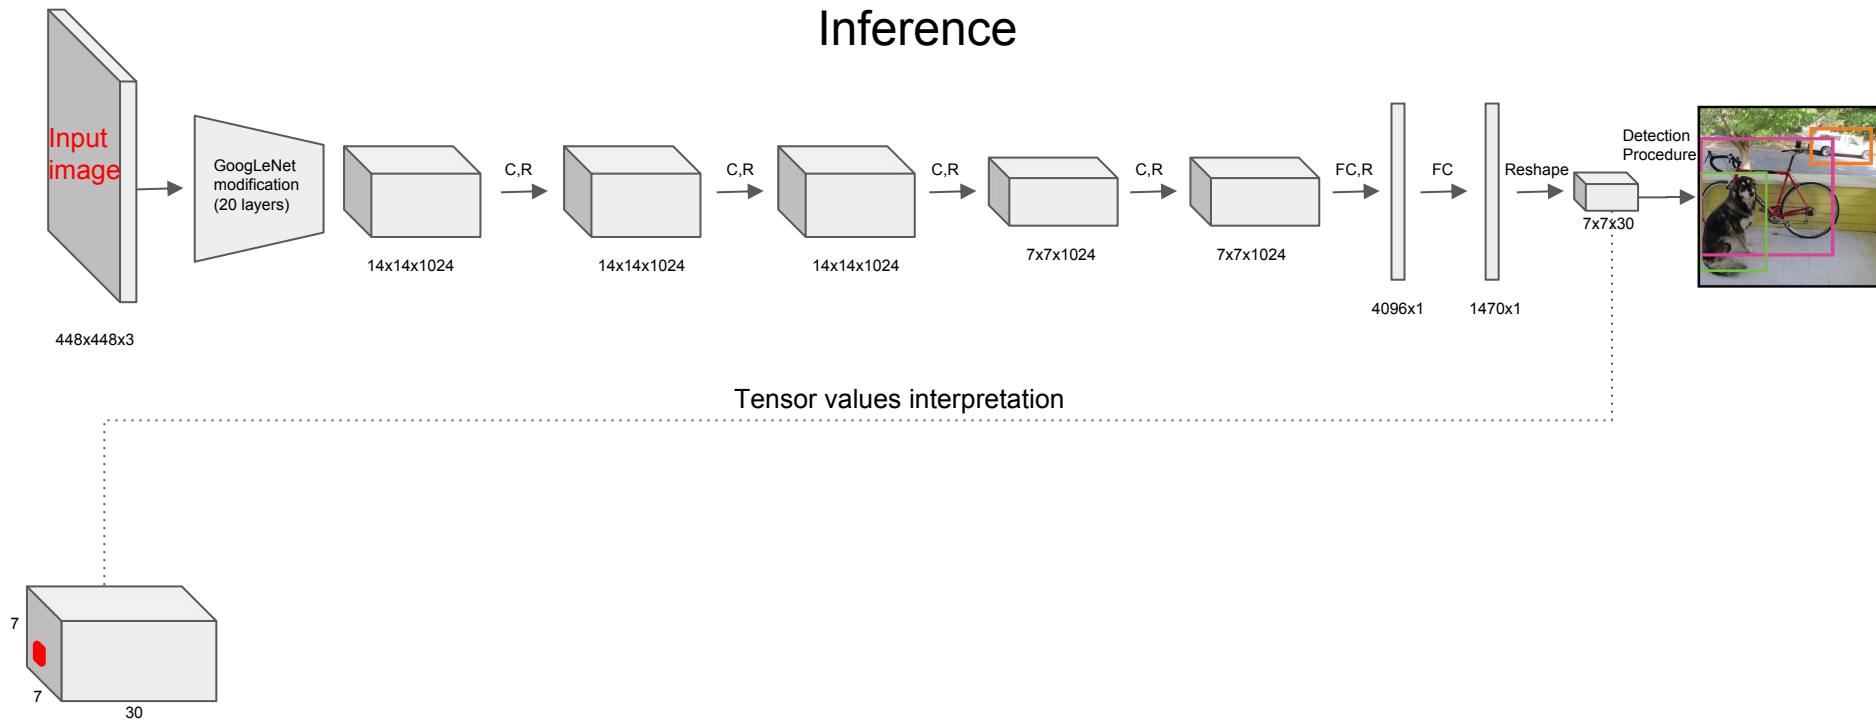 Inference
Input
image
448x448x3
GoogLeNet
modification
(20 layers)
14x14x1024
C,R
14x14x1024
C,R
14x14x1024
C,R
7x7x1024
C,R
7x7x1024
FC,R
4096x1
FC
1470x1
Reshape
7x7x30
Detection
Procedure
Tensor values interpretation
7
7
30